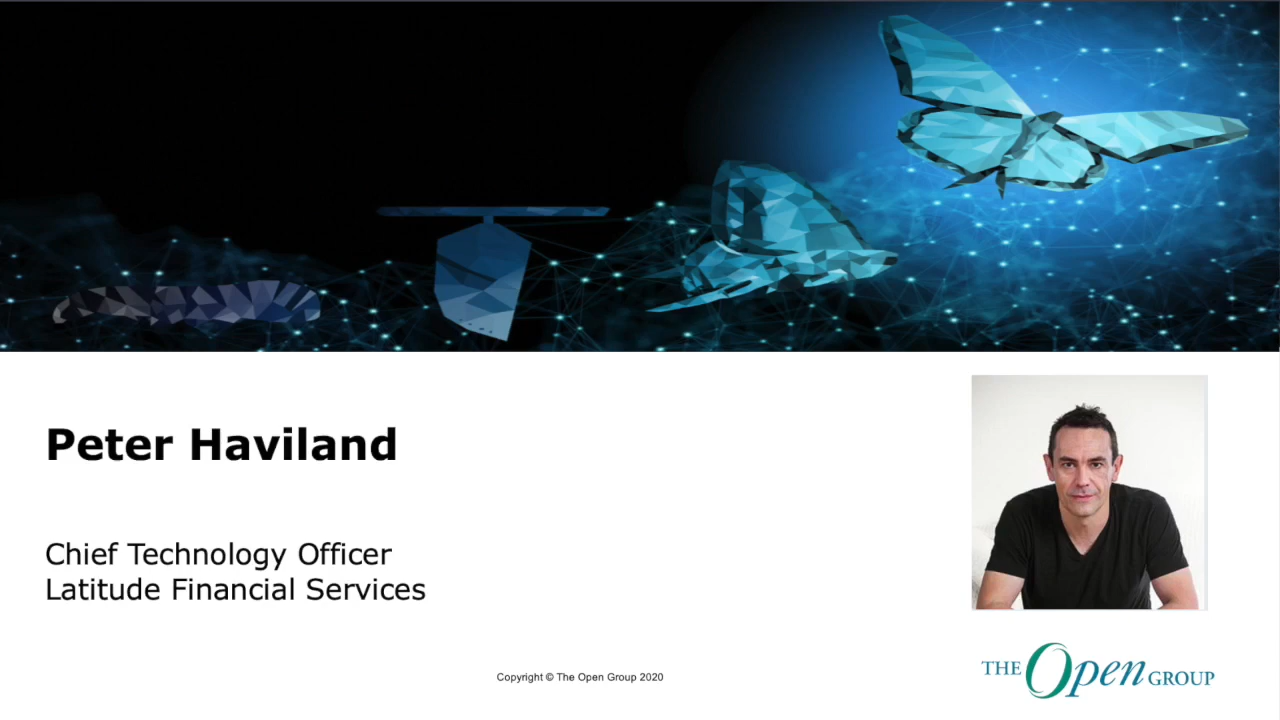 Peter Haviland
Chief Technology Officer
Latitude Financial Services
Copyright © The Open Group 2020
THE Open GROUP